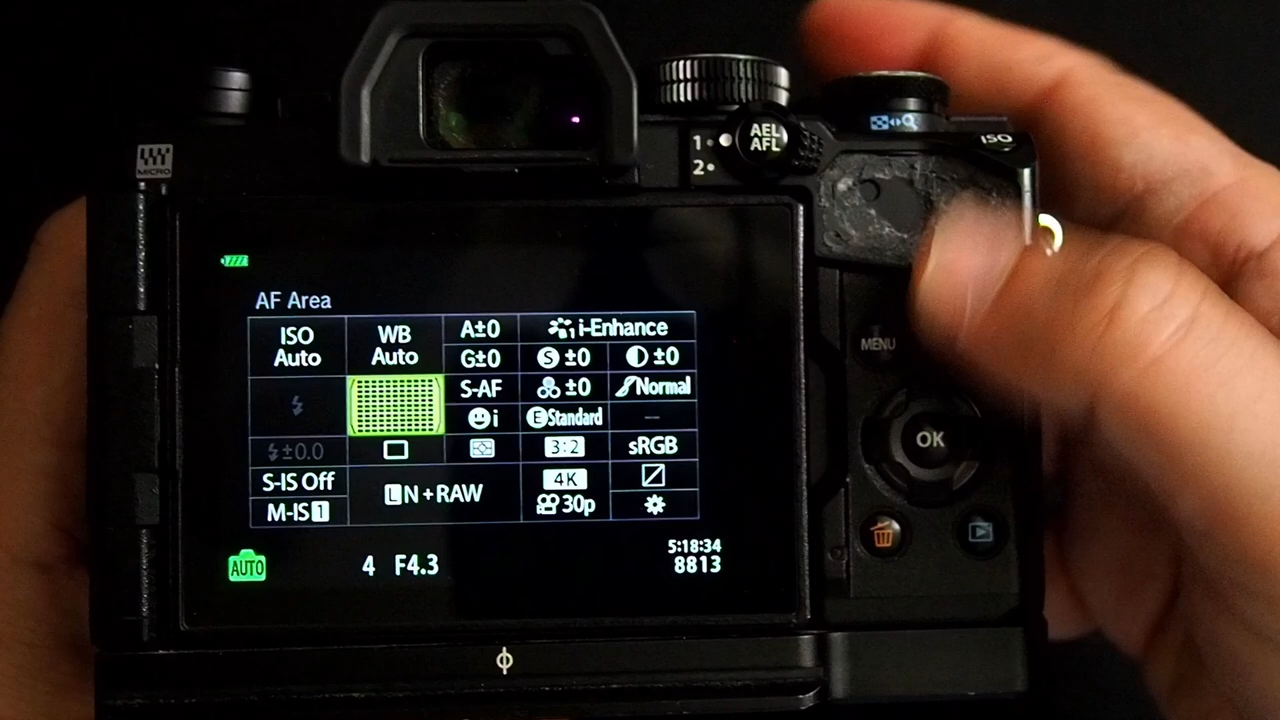 MICRO
1
2
AEL
AFL
ISO
AF Area
ISO
Auto
WB
Auto
A±0
G±0
i-Enhance
S ±0
±0
S-AF
±0
Normal
i
E Standard
±0.0
3:2
sRGB
S-IS Off
M-IS 1
LN+RAW
4K
30p
AUTO
4 F4.3
5:18:34
8813
MENU
OK